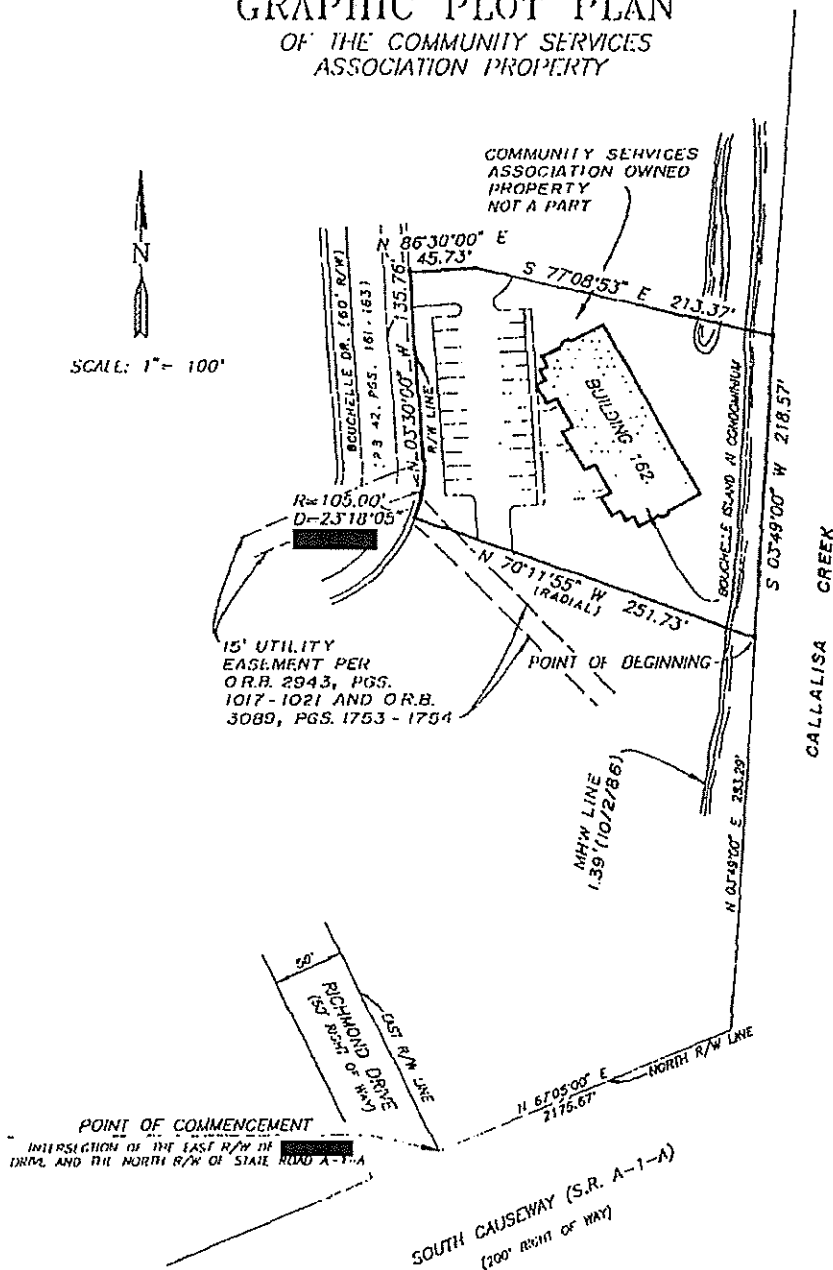 GRAPHIC PLOT PLAN
OF THE COMMUNITY SERVICES
ASSOCIATION PROPERTY
COMMUNITY SERVICES
ASSOCIATION OWNED
PROPERTY
NOT A PART
N
SCALE: 1"= 100'
N 86°30'00" E
45.73'
S 77°08'53" E 213.37'
BOUCHELLE DR. (60' R/W)
(P.B 42, PGS. 161-163)
N 03°30'00" W 135.76'
R/W LINE
BUILDING 162
BOUCHELLE ISLAND AI CONDOMINIUM
S 03°49'00" W 218.57'
CALLALISA CREEK
R=105.00'
D=23°18'05"
N 70°11'55" W 251.73'
(RADIAL)
POINT OF BEGINNING
15' UTILITY
EASEMENT PER
O.R.B. 2943, PGS.
1017-1021 AND O.R.B.
3089, PGS. 1753-1754
MHW LINE
1.39'(10/2/86)
N 03°49'00" E 293.29'
50'
RICHMOND DRIVE
(50' RIGHT OF WAY)
EAST R/W LINE
N 61°05'00" E
2175.67'
NORTH R/W LINE
POINT OF COMMENCEMENT
INTERSECTION OF THE EAST R/W OF
DRIVE AND THE NORTH R/W OF STATE ROAD A-1-A
SOUTH CAUSEWAY (S.R. A-1-A)
(200' RIGHT OF WAY)